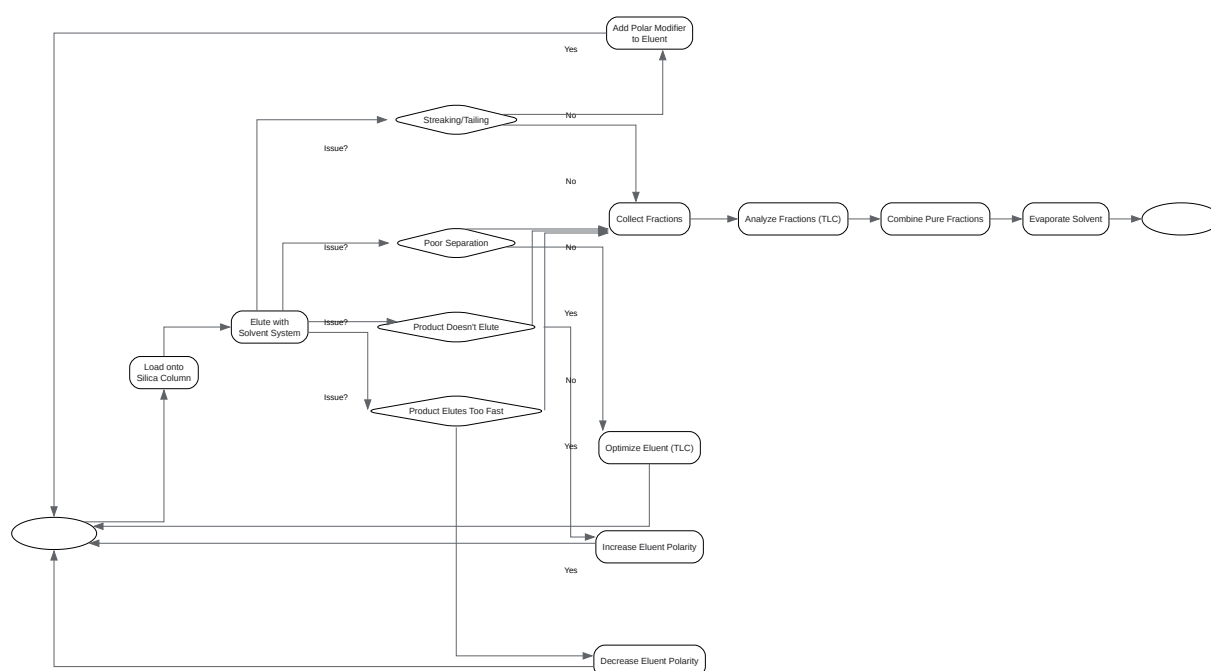 Add Polar Modifier
to Eluent
Yes
Streaking/Tailing
No
Issue?
No
Collect Fractions
Analyze Fractions (TLC)
Combine Pure Fractions
Evaporate Solvent
Poor Separation
Issue?
No
Elute with
Solvent System
Issue?
Product Doesn't Elute
Yes
Load onto
Silica Column
No
Issue?
Product Elutes Too Fast
Yes
Optimize Eluent (TLC)
Increase Eluent Polarity
Yes
Decrease Eluent Polarity